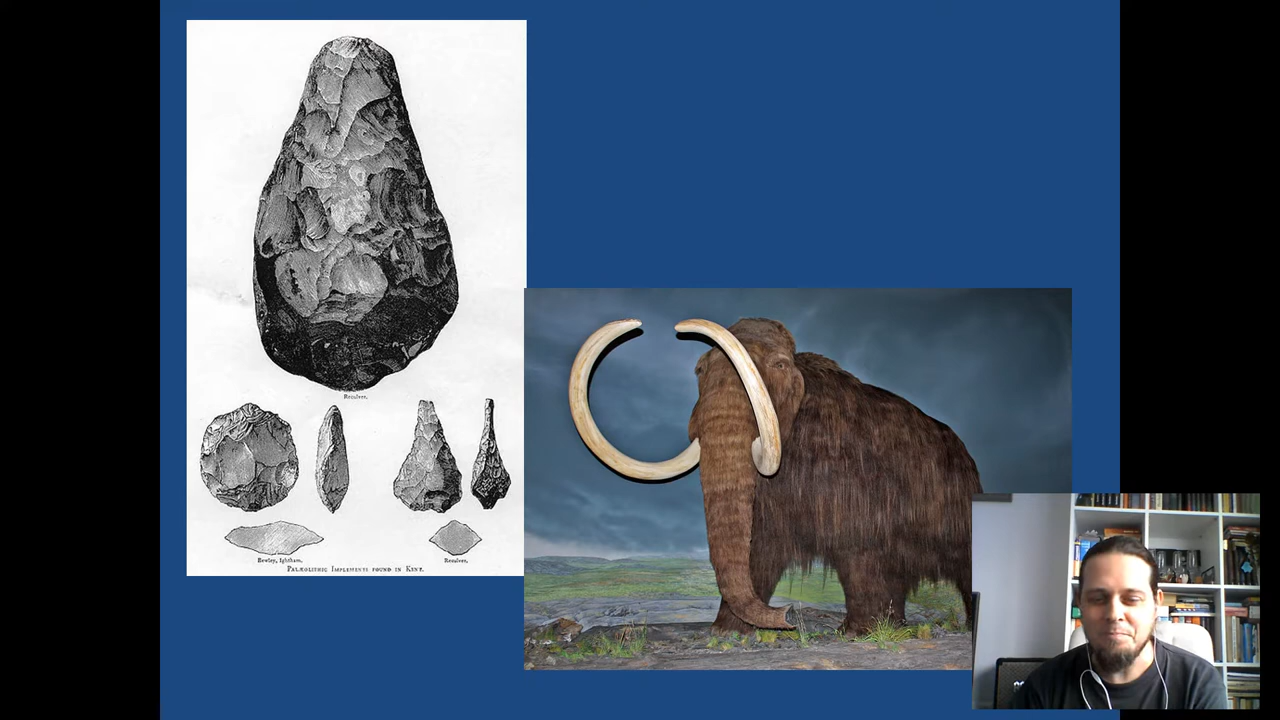 Reculver.
Bewley, Ightham.
Reculver,
PALÆOLITHIC IMPLEMENTS FOUND IN KENT.